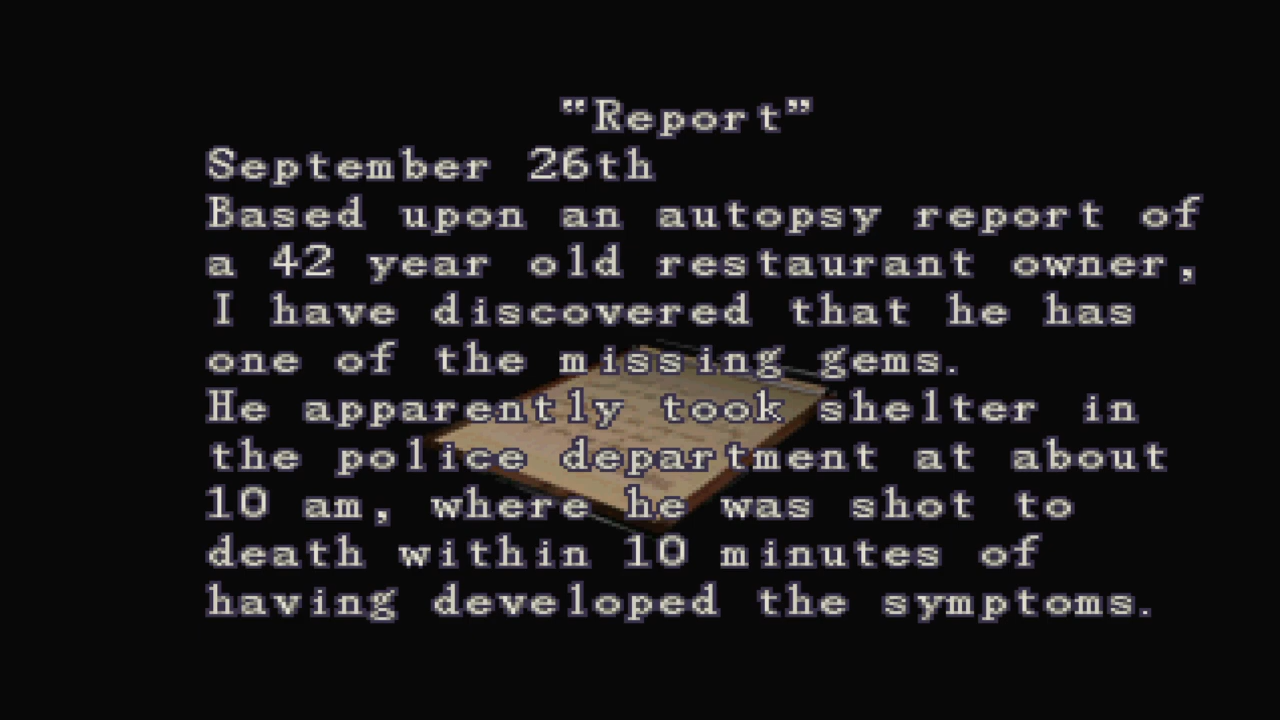 "Report"
September 26th
Based upon an autopsy report of
a 42 year old restaurant owner,
I have discovered that he has
one of the missing gems.
He apparently took shelter in
the police department at about
10 am, where he was shot to
death within 10 minutes of
having developed the symptoms.